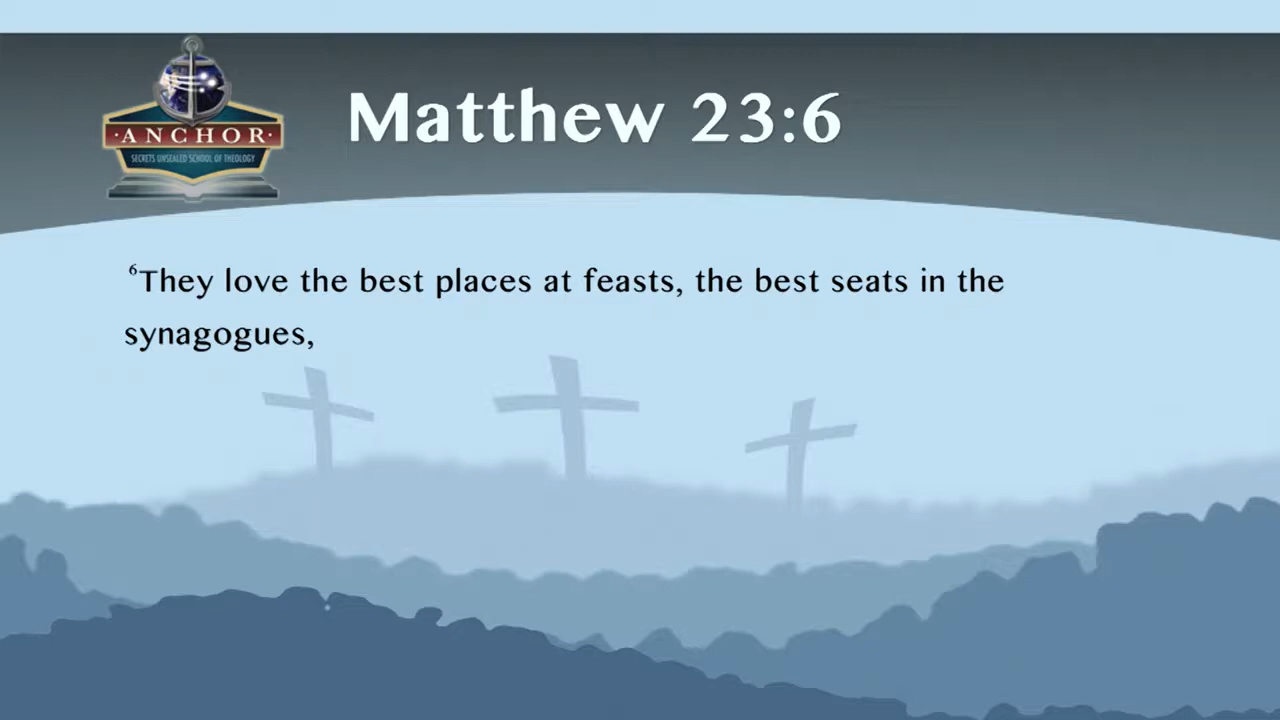 ·ANCHOR·
SECRETS UNSEALED SCHOOL OF THEOLOGY
Matthew 23:6
⁶They love the best places at feasts, the best seats in the
synagogues,